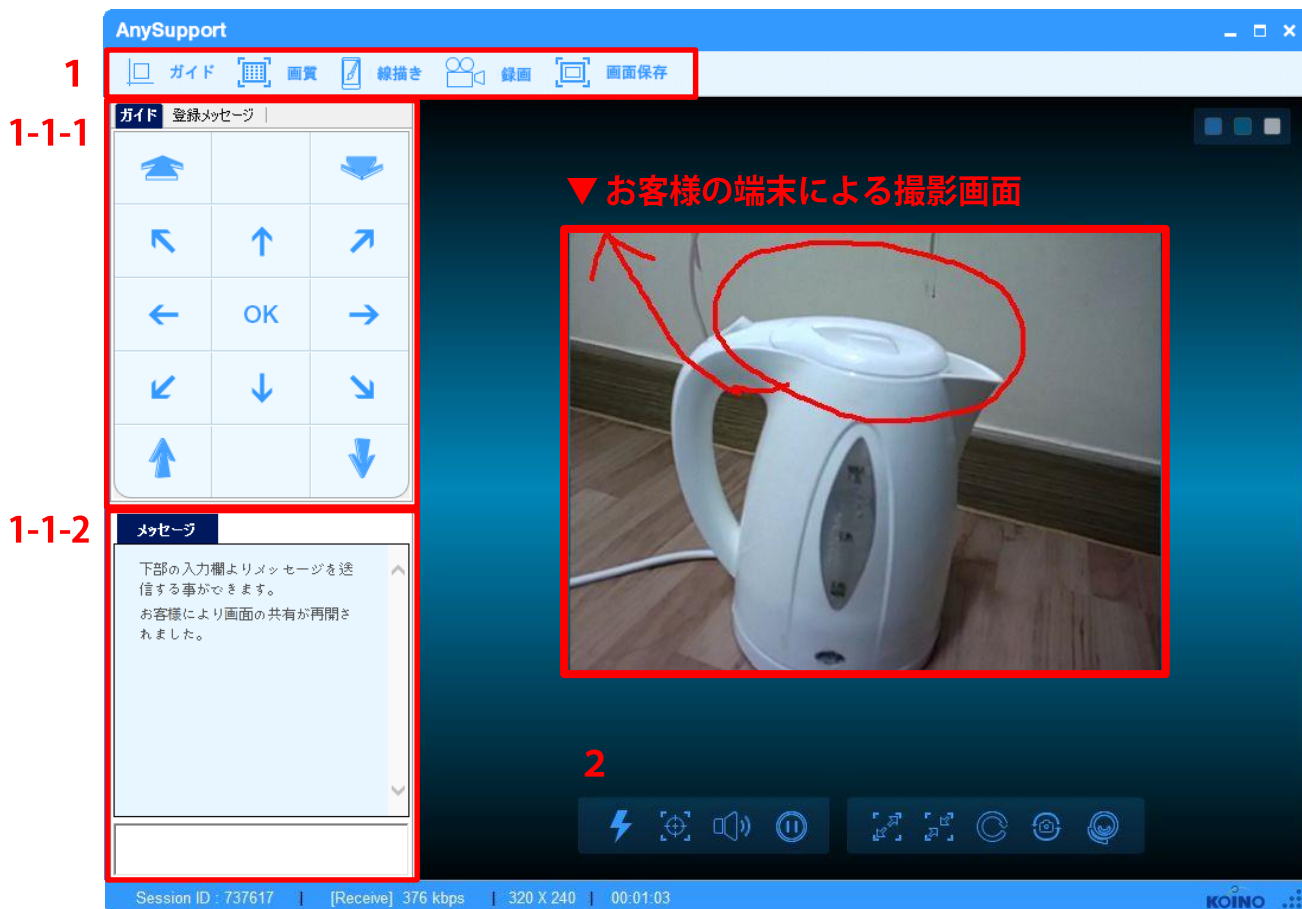 AnySupport
1
ガイド 画質 線描き 録画 画面保存
1-1-1
ガイド 登録メッセージ
▼ お客様の端末による撮影画面
OK
1-1-2
メッセージ
下部の入力欄よりメッセージを送
信する事ができます。
お客様により画面の共有が再開さ
れました。
2
Session ID : 737617 | [Receive] 376 kbps | 320 X 240 | 00:01:03
KOINO